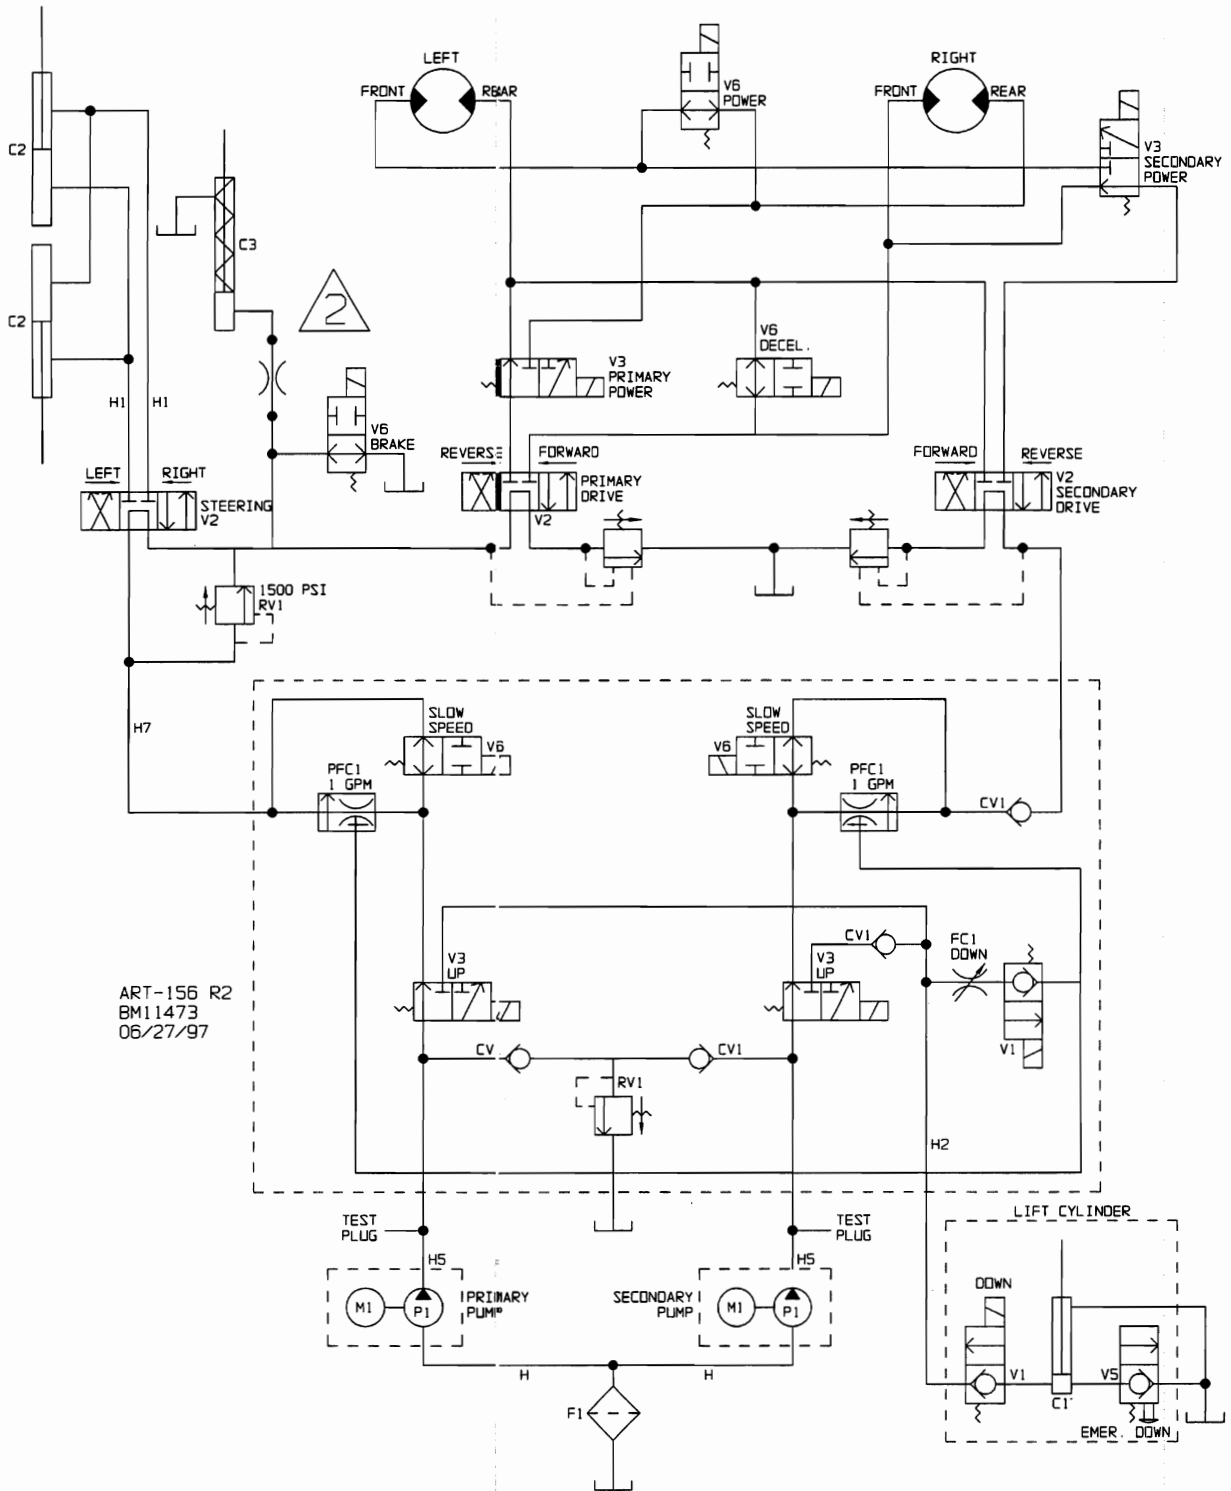 LEFT
RIGHT
FRONT
REAR
V6
POWER
FRONT
REAR
V3
SECONDARY
POWER
C2
C3
2
C2
V6
DECEL.
V3
PRIMARY
POWER
H1
H1
V6
BRAKE
REVERSE
FORWARD
FORWARD
REVERSE
LEFT
RIGHT
STEERING
V2
PRIMARY
DRIVE
V2
V2
SECONDARY
DRIVE
1500 PSI
RV1
H7
SLOW
SPEED
V6
SLOW
SPEED
V6
PFC1
1 GPM
PFC1
1 GPM
CV1
CV1
FC1
DOWN
V3
UP
V3
UP
ART-156 R2
BM11473
06/27/97
V1
CV
CV1
RV1
H2
TEST
PLUG
TEST
PLUG
LIFT CYLINDER
H5
H5
M1
P1
PRIMARY
PUMP
SECONDARY
PUMP
M1
P1
DOWN
H
H
V1
C1
V5
F1
EMER. DOWN